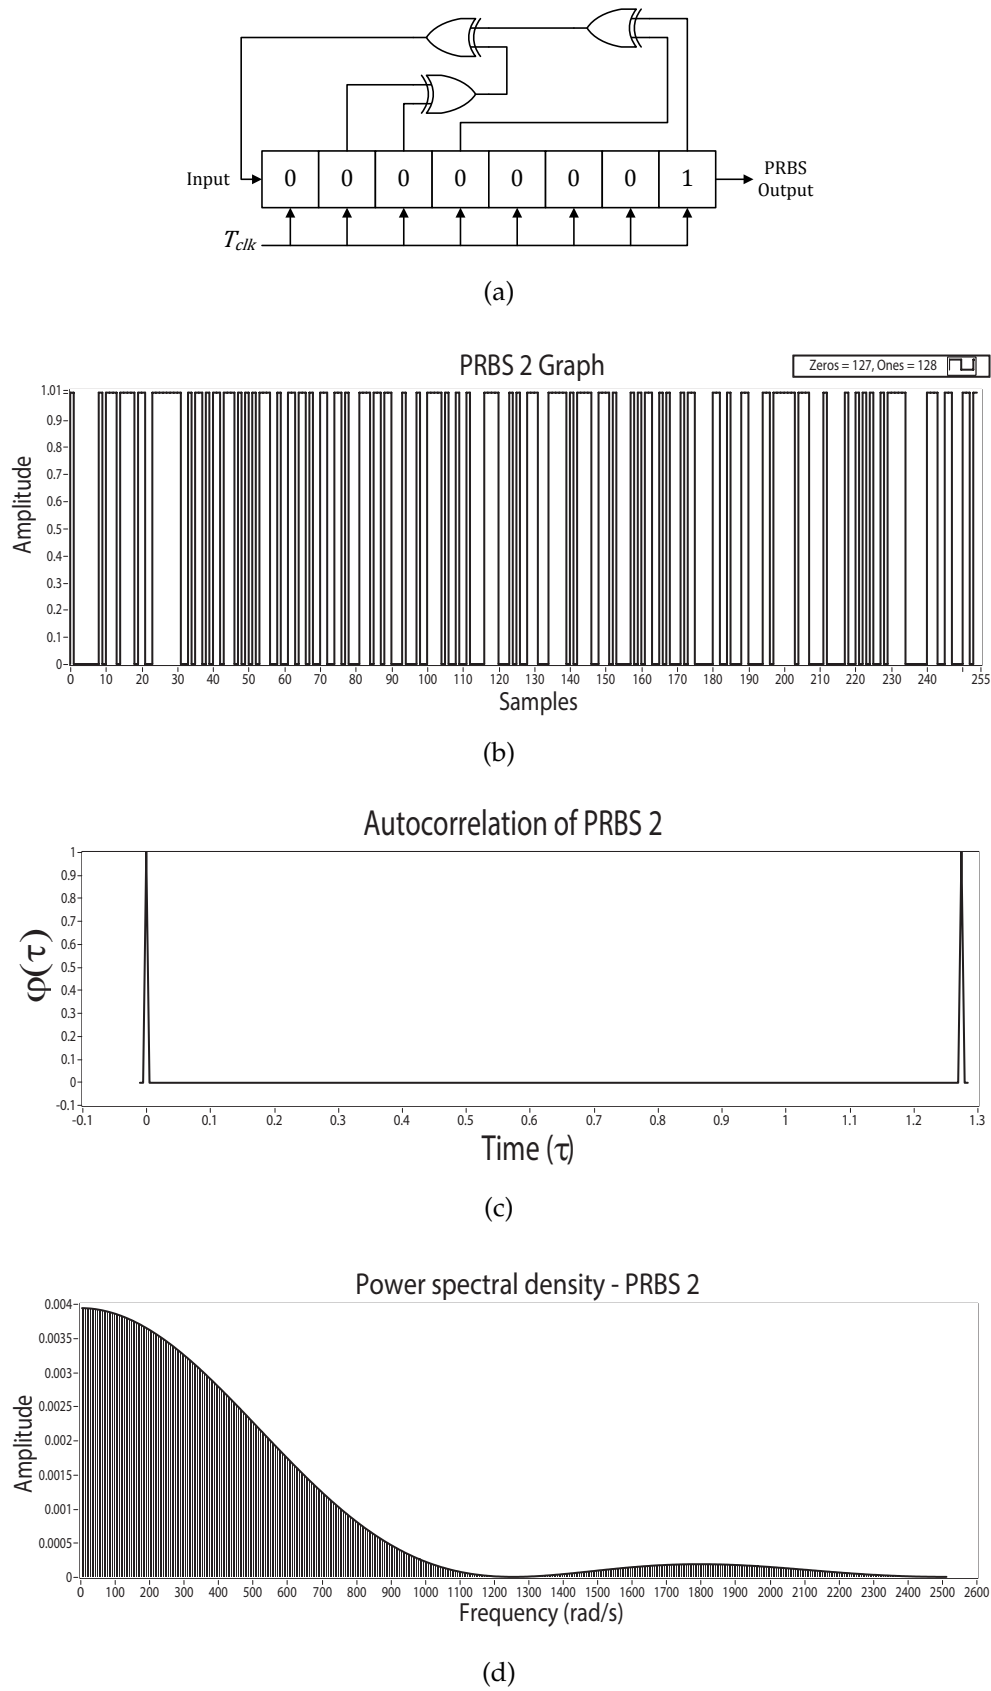 Input 0 0 0 0 0 0 0 1 PRBS Output
T_clk
(a)
PRBS 2 Graph
Zeros = 127, Ones = 128
1.01
0.9
0.8
0.7
0.6
0.5
0.4
0.3
0.2
0.1
0
Amplitude
0 10 20 30 40 50 60 70 80 90 100 110 120 130 140 150 160 170 180 190 200 210 220 230 240 255
Samples
(b)
Autocorrelation of PRBS 2
1
0.9
0.8
0.7
0.6
0.5
0.4
0.3
0.2
0.1
0
-0.1
φ(τ)
-0.1 0 0.1 0.2 0.3 0.4 0.5 0.6 0.7 0.8 0.9 1 1.1 1.2 1.3
Time (τ)
(c)
Power spectral density - PRBS 2
0.004
0.0035
0.003
0.0025
0.002
0.0015
0.001
0.0005
0
Amplitude
0 100 200 300 400 500 600 700 800 900 1000 1100 1200 1300 1400 1500 1600 1700 1800 1900 2000 2100 2200 2300 2400 2500 2600
Frequency (rad/s)
(d)